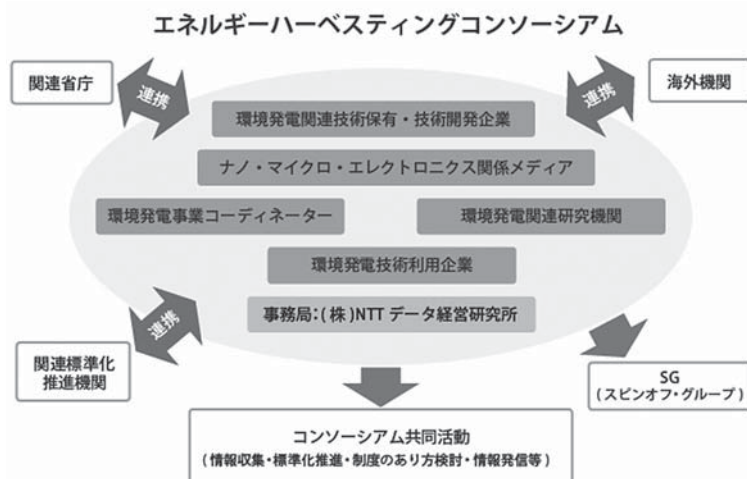 エネルギーハーベスティングコンソーシアム
関連省庁
連携
連携
海外機関
環境発電関連技術保有・技術開発企業
ナノ・マイクロ・エレクトロニクス関係メディア
環境発電事業コーディネーター
環境発電関連研究機関
環境発電技術利用企業
事務局:(株)NTTデータ経営研究所
連携
関連標準化
推進機関
SG
(スピンオフ・グループ)
コンソーシアム共同活動
(情報収集・標準化推進・制度のあり方検討・情報発信等)